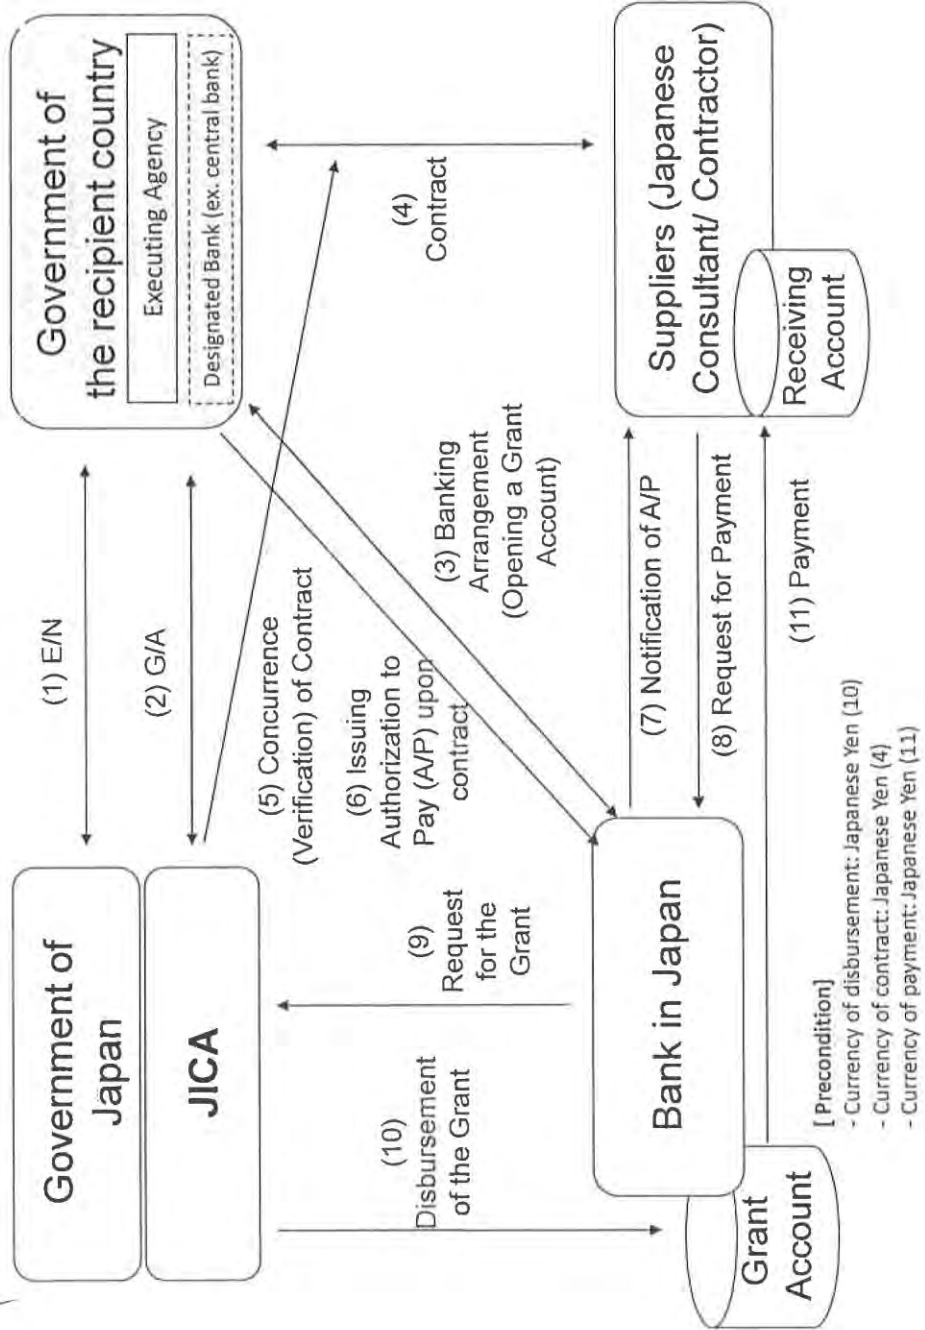 Government of
Japan
JICA
(1) E/N
(2) G/A
Government of
the recipient country
Executing Agency
Designated Bank (ex. central bank)
(5) Concurrence
(Verification) of Contract
(6) Issuing
Authorization to
Pay (A/P) upon
contract
(4)
Contract
(9)
Request
for the
Grant
(10)
Disbursement
of the Grant
(3) Banking
Arrangement
(Opening a Grant
Account)
Bank in Japan
Grant
Account
(7) Notification of A/P
(8) Request for Payment
(11) Payment
Suppliers (Japanese
Consultant/ Contractor)
Receiving
Account
[ Precondition]
- Currency of disbursement: Japanese Yen (10)
- Currency of contract: Japanese Yen (4)
- Currency of payment: Japanese Yen (11)